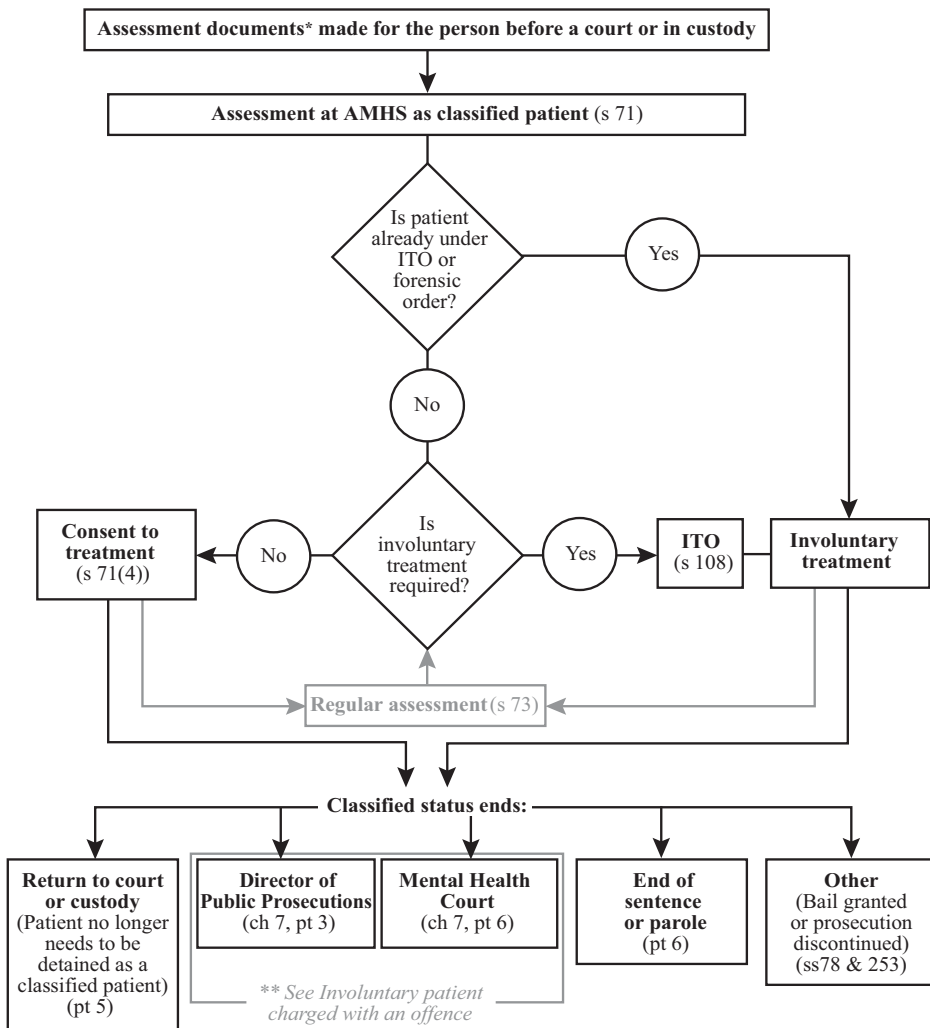 Assessment documents* made for the person before a court or in custody
Assessment at AMHS as classified patient (s 71)
Is patient
already under
ITO or
forensic
order?
Yes
No
Consent to
treatment
(s 71(4))
No
Is
involuntary
treatment
required?
Yes
ITO
(s 108)
Involuntary
treatment
Regular assessment (s 73)
Classified status ends:
Return to court
or custody
(Patient no longer
needs to be
detained as a
classified patient)
(pt 5)
Director of
Public Prosecutions
(ch 7, pt 3)
Mental Health
Court
(ch 7, pt 6)
End of
sentence
or parole
(pt 6)
Other
(Bail granted
or prosecution
discontinued)
(ss78 & 253)
** See Involuntary patient
charged with an offence